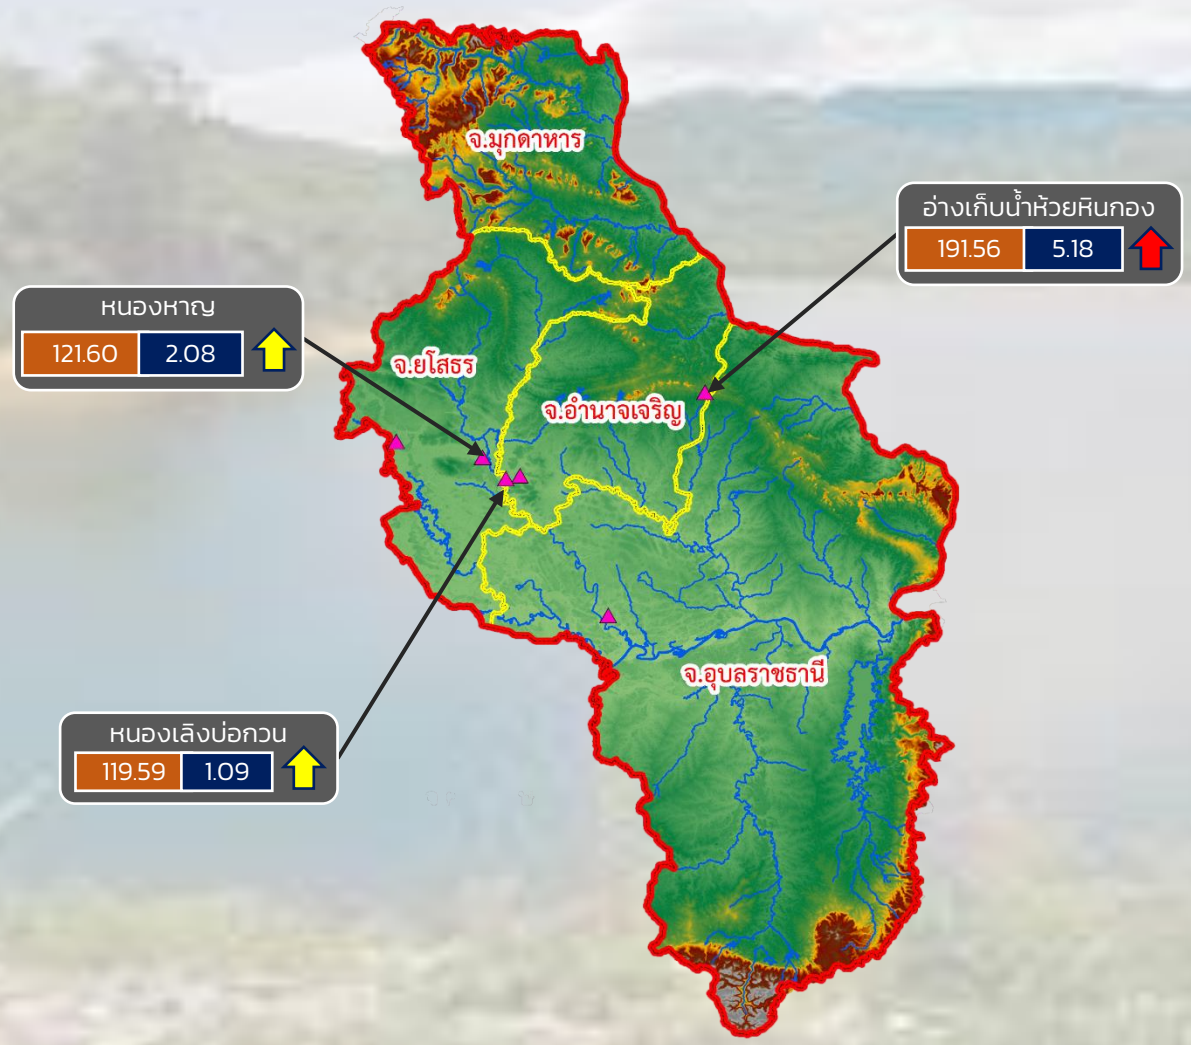 จ.มุกดาหาร
อ่างเก็บน้ำห้วยหินกอง
191.56 5.18
หนองหาญ
121.60 2.08
จ.ยโสธร
จ.อำนาจเจริญ
จ.อุบลราชธานี
หนองเลิงบ่อกวน
119.59 1.09